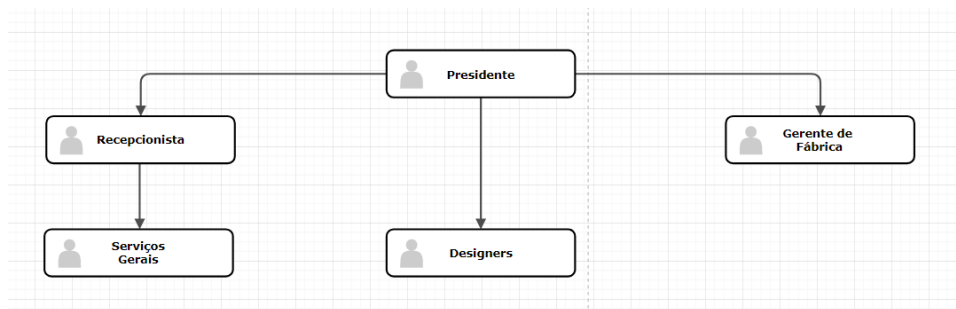 Presidente
Recepcionista
Gerente de
Fábrica
Serviços
Gerais
Designers